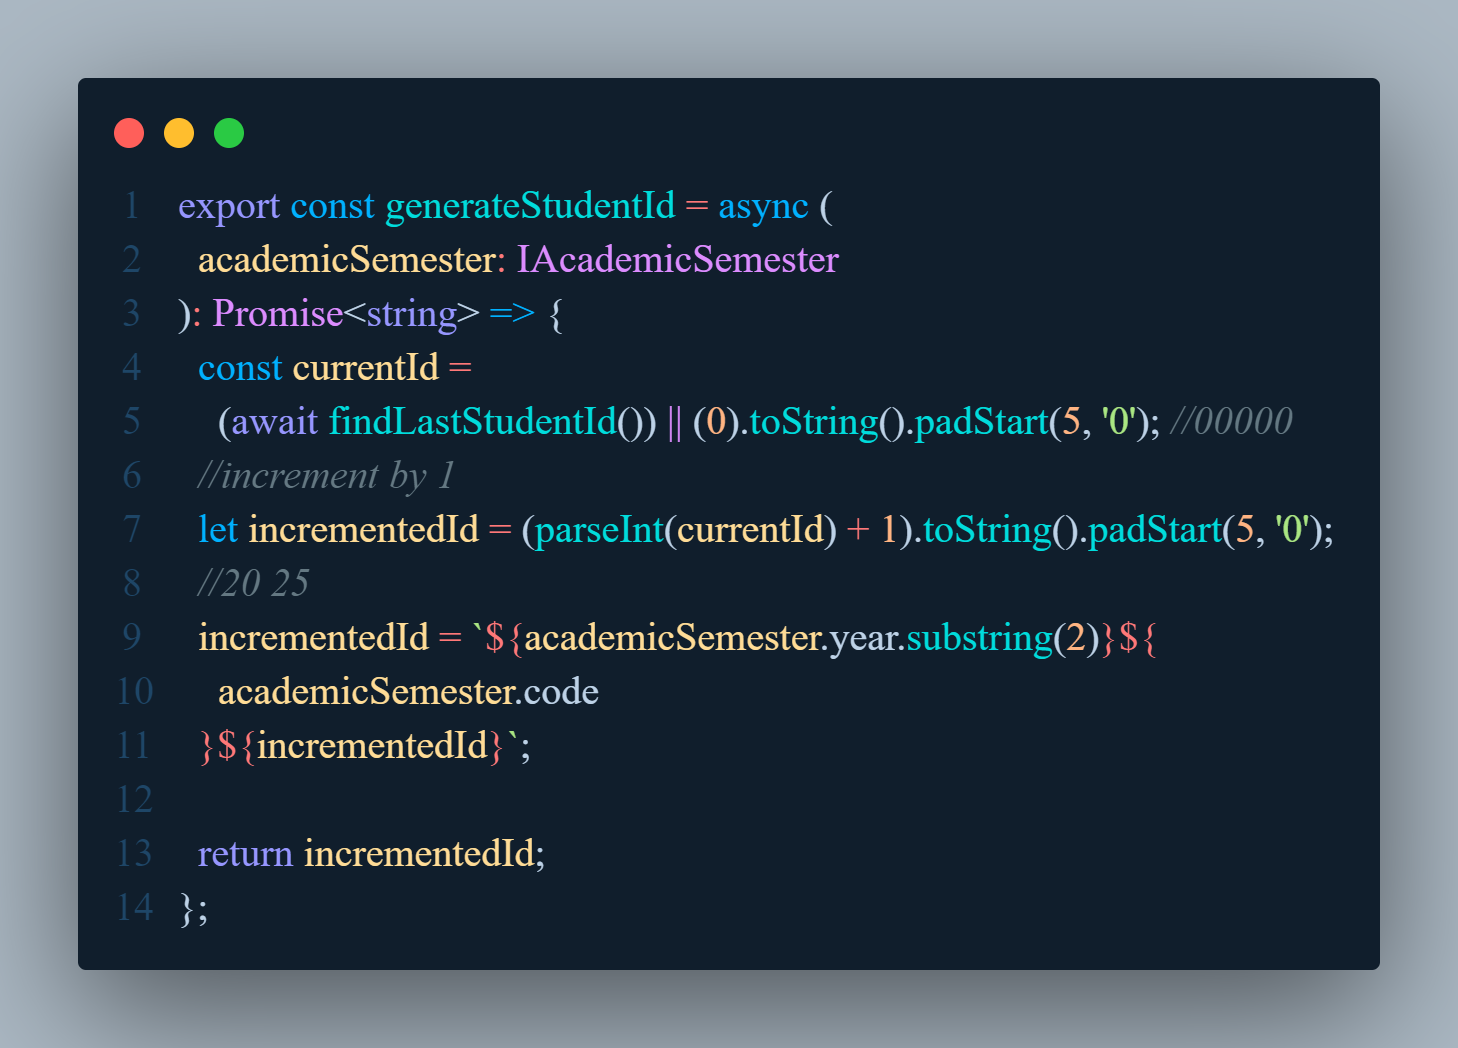 1 export const generateStudentId = async (
2 academicSemester: IAcademicSemester
3 ): Promise<string> => {
4 const currentId =
5 (await findLastStudentId()) || (0).toString().padStart(5, '0'); //00000
6 //increment by 1
7 let incrementedId = (parseInt(currentId) + 1).toString().padStart(5, '0');
8 //20 25
9 incrementedId = `${academicSemester.year.substring(2)}${
10 academicSemester.code
11 }${incrementedId}`;
12
13 return incrementedId;
14 };